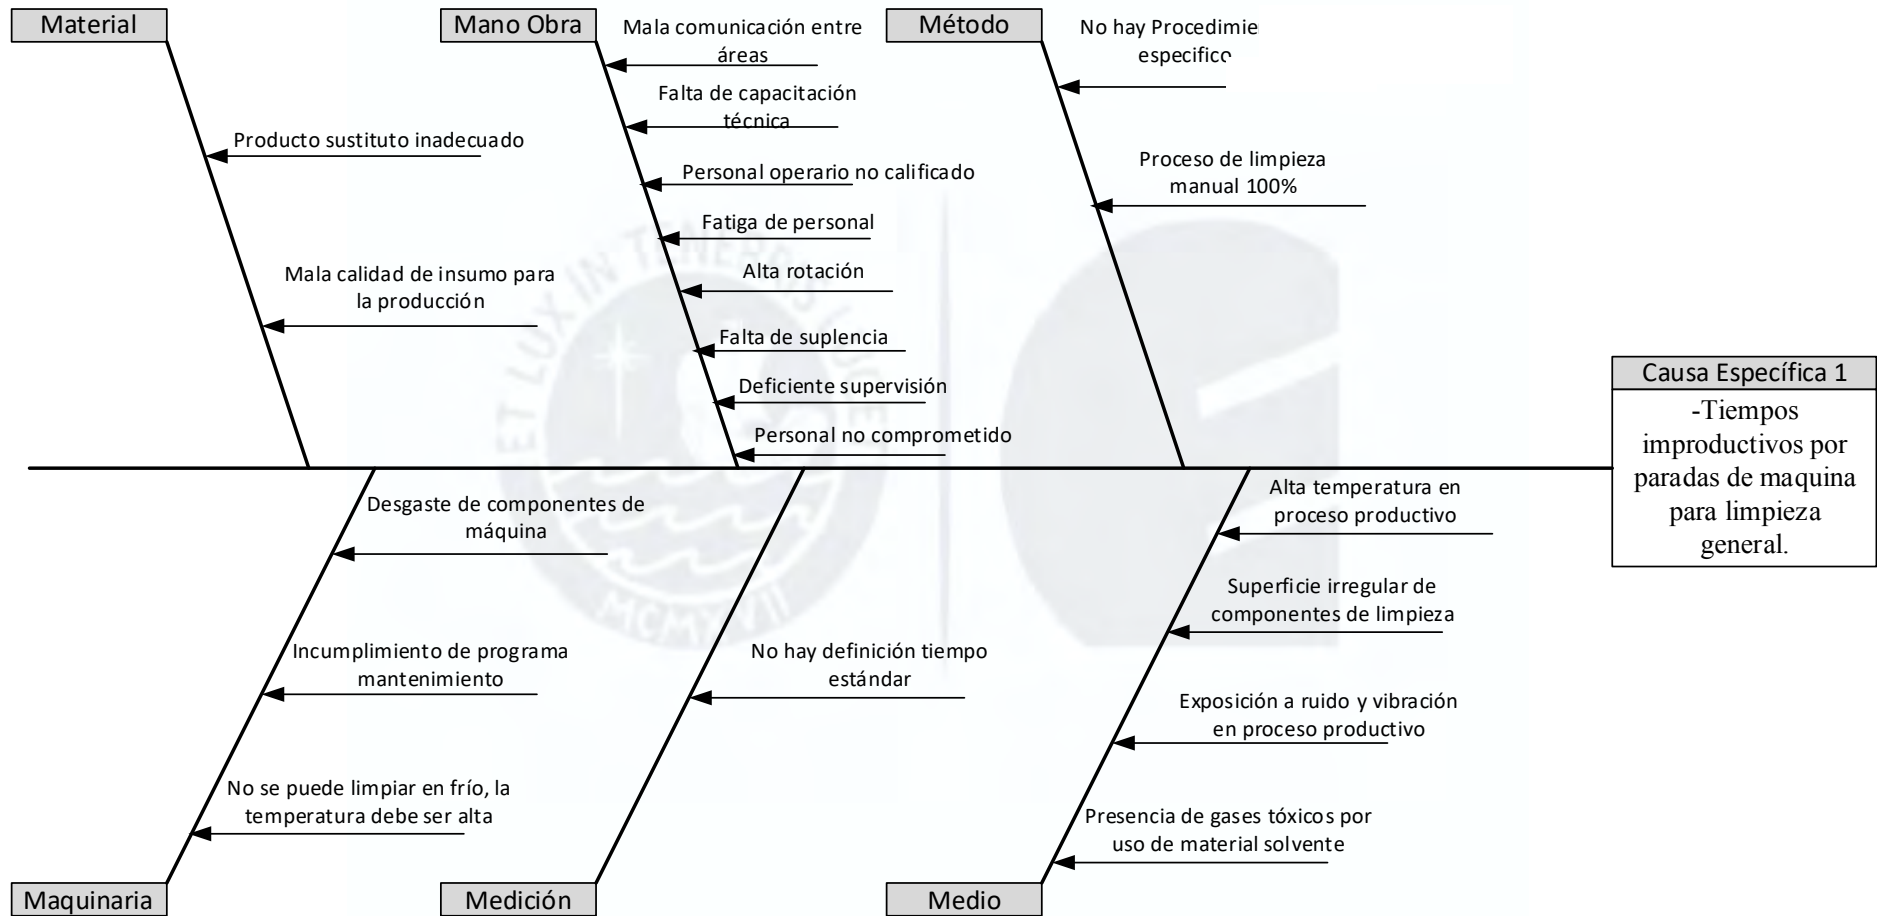 Material
Producto sustituto inadecuado
Mala calidad de insumo para
la producción
Mano Obra
Mala comunicación entre
áreas
Falta de capacitación
técnica
Personal operario no calificado
Fatiga de personal
Alta rotación
Falta de suplencia
Deficiente supervisión
Personal no comprometido
Método
No hay Procedimie
especifico
Proceso de limpieza
manual 100%
Causa Específica 1
-Tiempos
improductivos por
paradas de maquina
para limpieza
general.
Desgaste de componentes de
máquina
Incumplimiento de programa
mantenimiento
No se puede limpiar en frío, la
temperatura debe ser alta
Maquinaria
No hay definición tiempo
estándar
Medición
Alta temperatura en
proceso productivo
Superficie irregular de
componentes de limpieza
Exposición a ruido y vibración
en proceso productivo
Presencia de gases tóxicos por
uso de material solvente
Medio
ET LUX IN TENEBRIS LUCET
MCMXVII